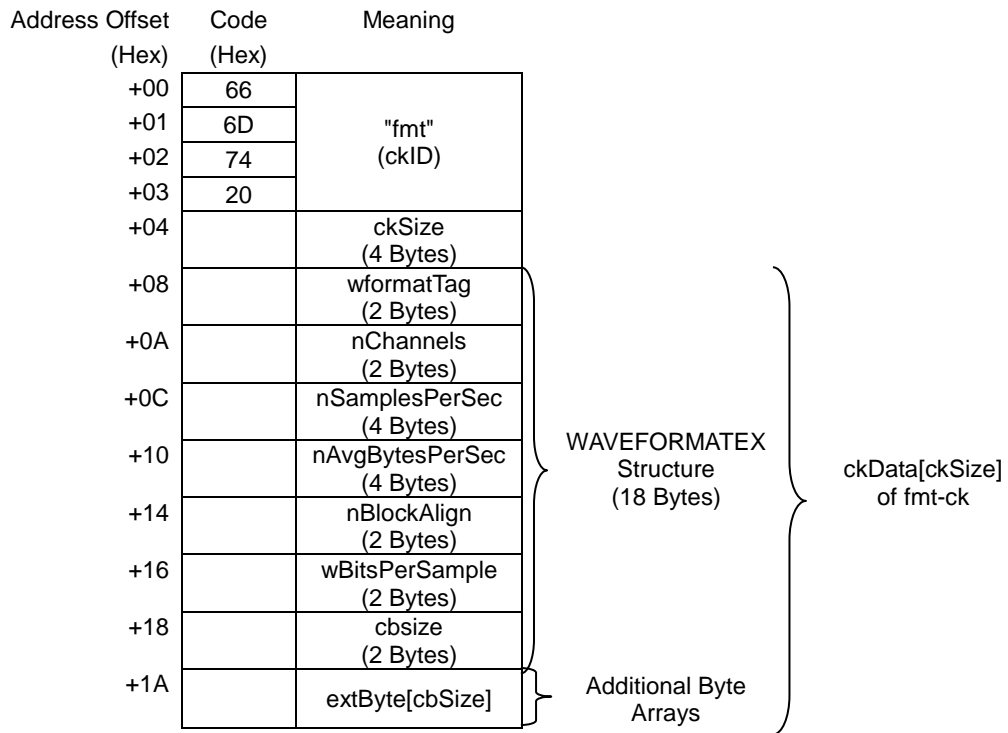 Address Offset Code Meaning
(Hex) (Hex)
+00 66
+01 6D "fmt"
+02 74 (ckID)
+03 20
+04 ckSize
(4 Bytes)
+08 wformatTag
(2 Bytes)
+0A nChannels
(2 Bytes)
+0C nSamplesPerSec
(4 Bytes)
+10 nAvgBytesPerSec
(4 Bytes)
+14 nBlockAlign
(2 Bytes)
+16 wBitsPerSample
(2 Bytes)
+18 cbsize
(2 Bytes)
+1A extByte[cbSize]
WAVEFORMATEX
Structure
(18 Bytes)
Additional Byte
Arrays
ckData[ckSize]
of fmt-ck